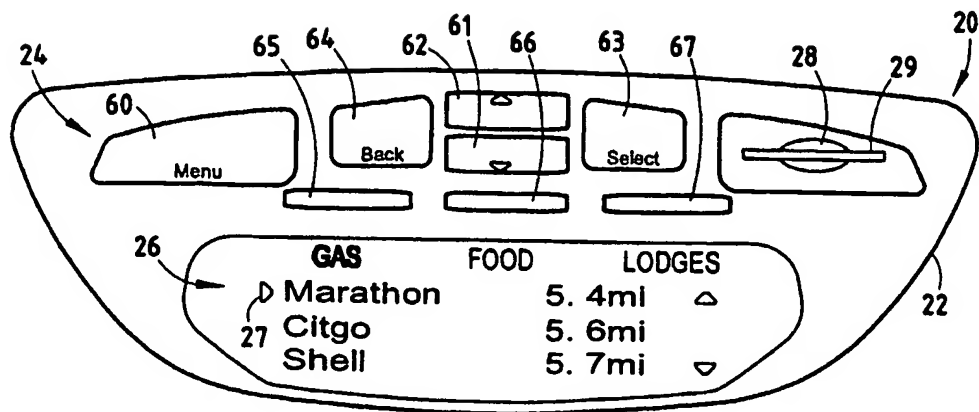 65 64 62 61 66 63 67 28 20
24 29
60
Menu Back Select
26 GAS FOOD LODGES
Marathon 5. 4mi
27 Citgo 5. 6mi
Shell 5. 7mi
22